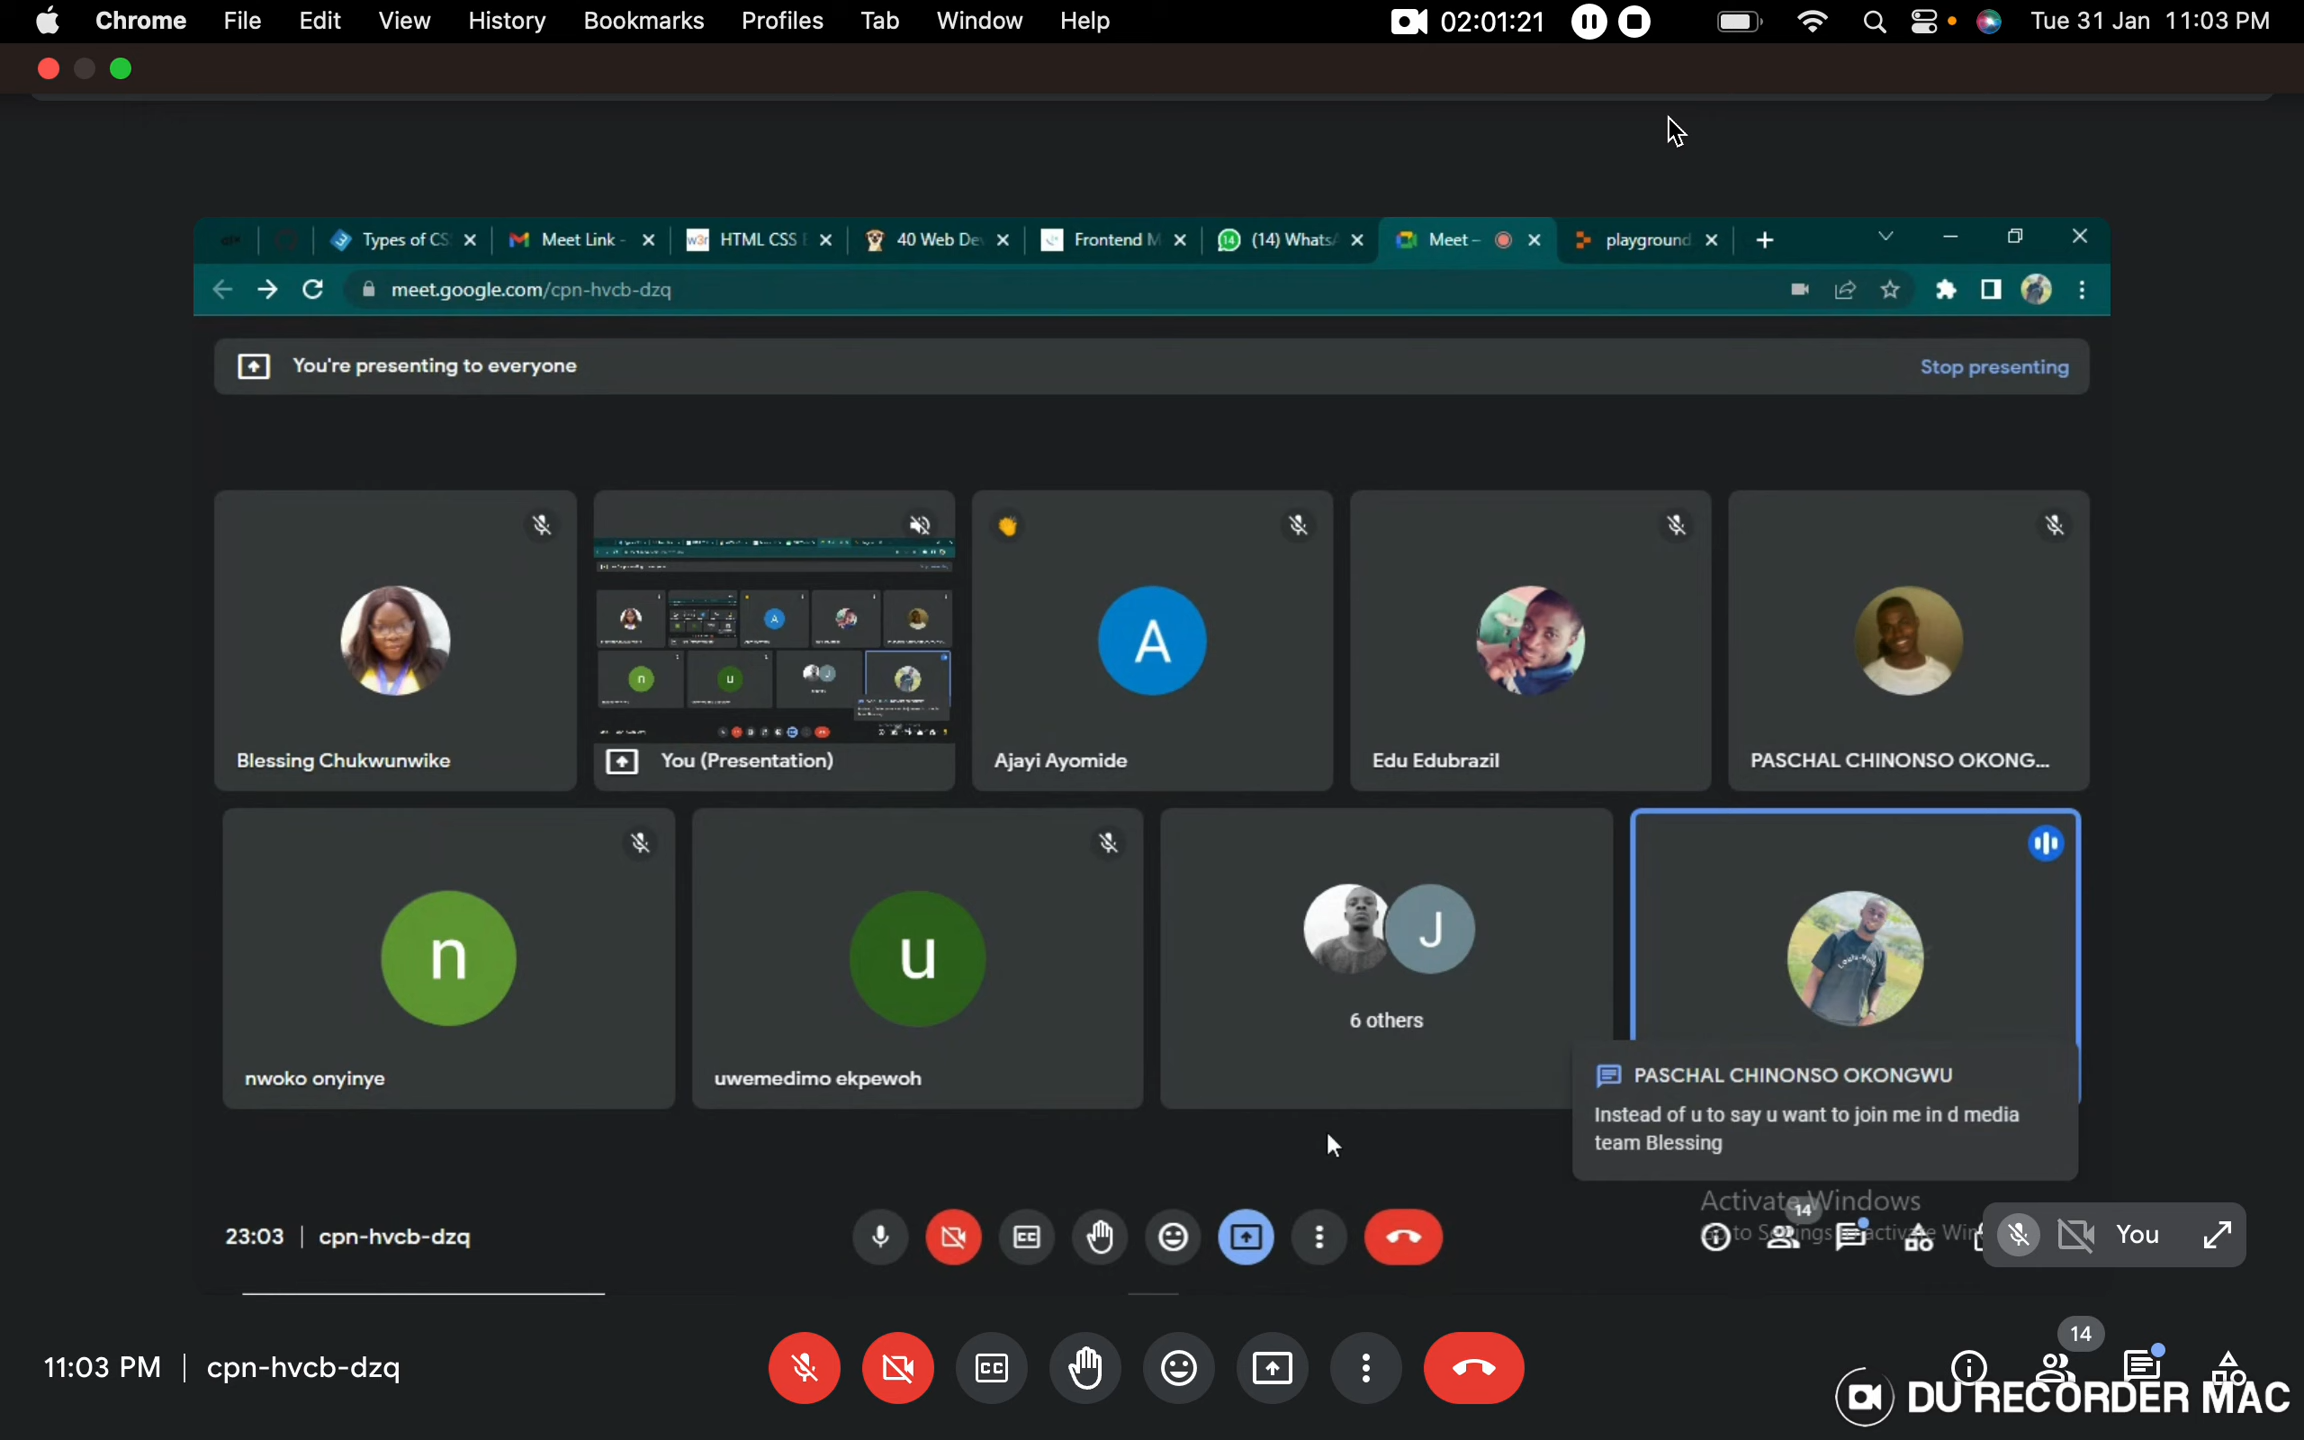 Chrome File Edit View History Bookmarks Profiles Tab Window Help 02:01:21 Tue 31 Jan 11:03 PM
Types of CS Meet Link - HTML CSS 40 Web De Frontend M (14) Whats Meet - playground
meet.google.com/cpn-hvcb-dzq
You're presenting to everyone Stop presenting
A
Blessing Chukwunwike You (Presentation) Ajayi Ayomide Edu Edubrazil PASCHAL CHINONSO OKONG...
n u J
6 others
nwoko onyinye uwemedimo ekpewoh
PASCHAL CHINONSO OKONGWU
Instead of u to say u want to join me in d media
team Blessing
Activate Windows
14
23:03 cpn-hvcb-dzq
You
14
11:03 PM cpn-hvcb-dzq
DU RECORDER MAC